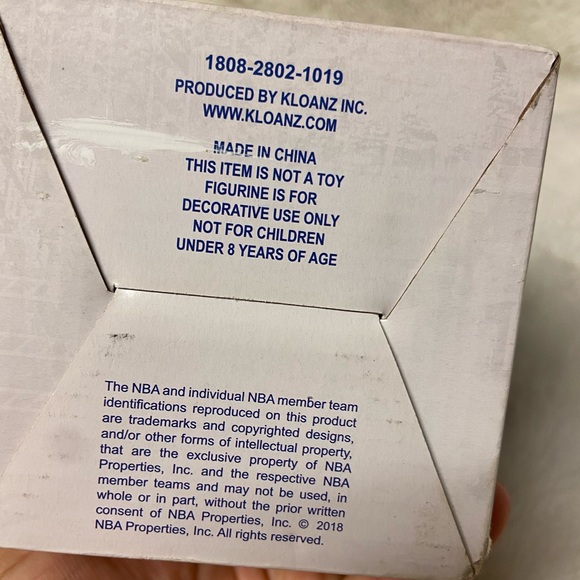 1808-2802-1019
PRODUCED BY KLOANZ INC.
WWW.KLOANZ.COM
MADE IN CHINA
THIS ITEM IS NOT A TOY
FIGURINE IS FOR
DECORATIVE USE ONLY
NOT FOR CHILDREN
UNDER 8 YEARS OF AGE
The NBA and individual NBA member team
identifications reproduced on this product
are trademarks and copyrighted designs,
and/or other forms of intellectual property,
that are the exclusive property of NBA
Properties, Inc. and the respective NBA
member teams and may not be used, in
whole or in part, without the prior written
consent of NBA Properties, Inc. © 2018
NBA Properties, Inc. All rights reserved.